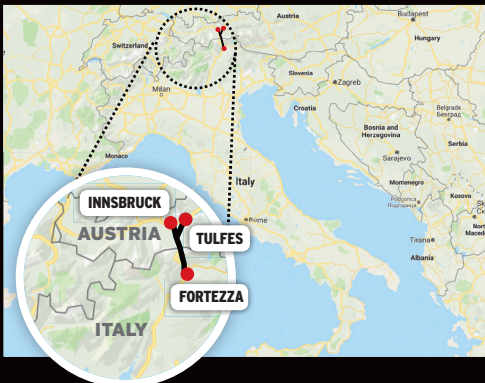 Budapest
Austria
Hungary
Switzerland
Slovenia
Zagreb
Milan
Croatia
Belgrade
Београд
Bosnia and
Herzegovina
Serbia
Monaco
Sarajevo
Italy
Montenegro
Kosovo
Podgorica
Подгорица
Rome
Tirana
North
Albania
INNSBRUCK
AUSTRIA
TULFES
FORTEZZA
ITALY